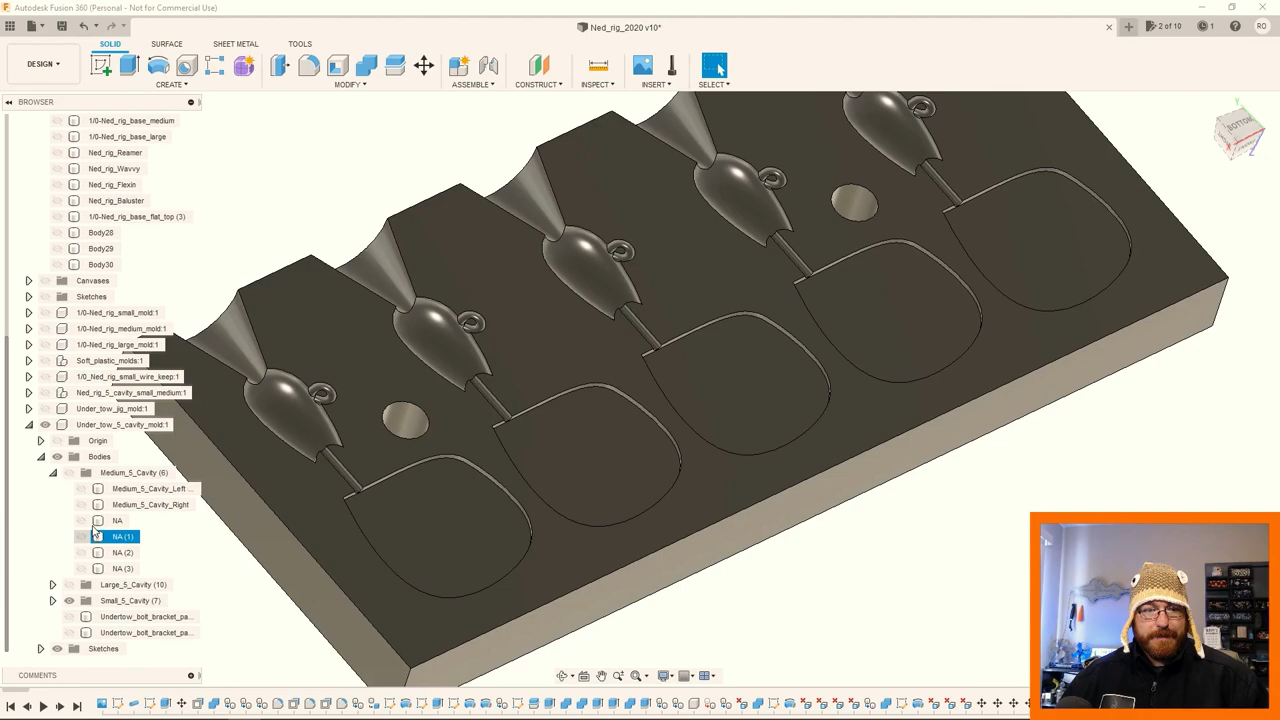 Autodesk Fusion 360 (Personal - Not for Commercial Use)
Ned_rig_2020 v10*
2 of 10
1
RO
SOLID
SURFACE
SHEET METAL
TOOLS
DESIGN
CREATE
MODIFY
ASSEMBLE
CONSTRUCT
INSPECT
INSERT
SELECT
BROWSER
BOTTOM
1/0-Ned_rig_base_medium
1/0-Ned_rig_base_large
Ned_rig_Reamer
Ned_rig_Wavvy
Ned_rig_Flexin
Ned_rig_Baluster
1/0-Ned_rig_base_flat_top (3)
Body28
Body29
Body30
Canvases
Sketches
1/0-Ned_rig_small_mold:1
1/0-Ned_rig_medium_mold:1
1/0-Ned_rig_large_mold:1
Soft_plastic_molds:1
1/0_Ned_rig_small_wire_keep:1
Ned_rig_5_cavity_small_medium:1
Under_tow_jig_mold:1
Under_tow_5_cavity_mold:1
Origin
Bodies
Medium_5_Cavity (6)
Medium_5_Cavity_Left ...
Medium_5_Cavity_Right
NA
NA (1)
NA (2)
NA (3)
Large_5_Cavity (10)
Small_5_Cavity (7)
Undertow_bolt_bracket_pa...
Undertow_bolt_bracket_pa...
Sketches
COMMENTS